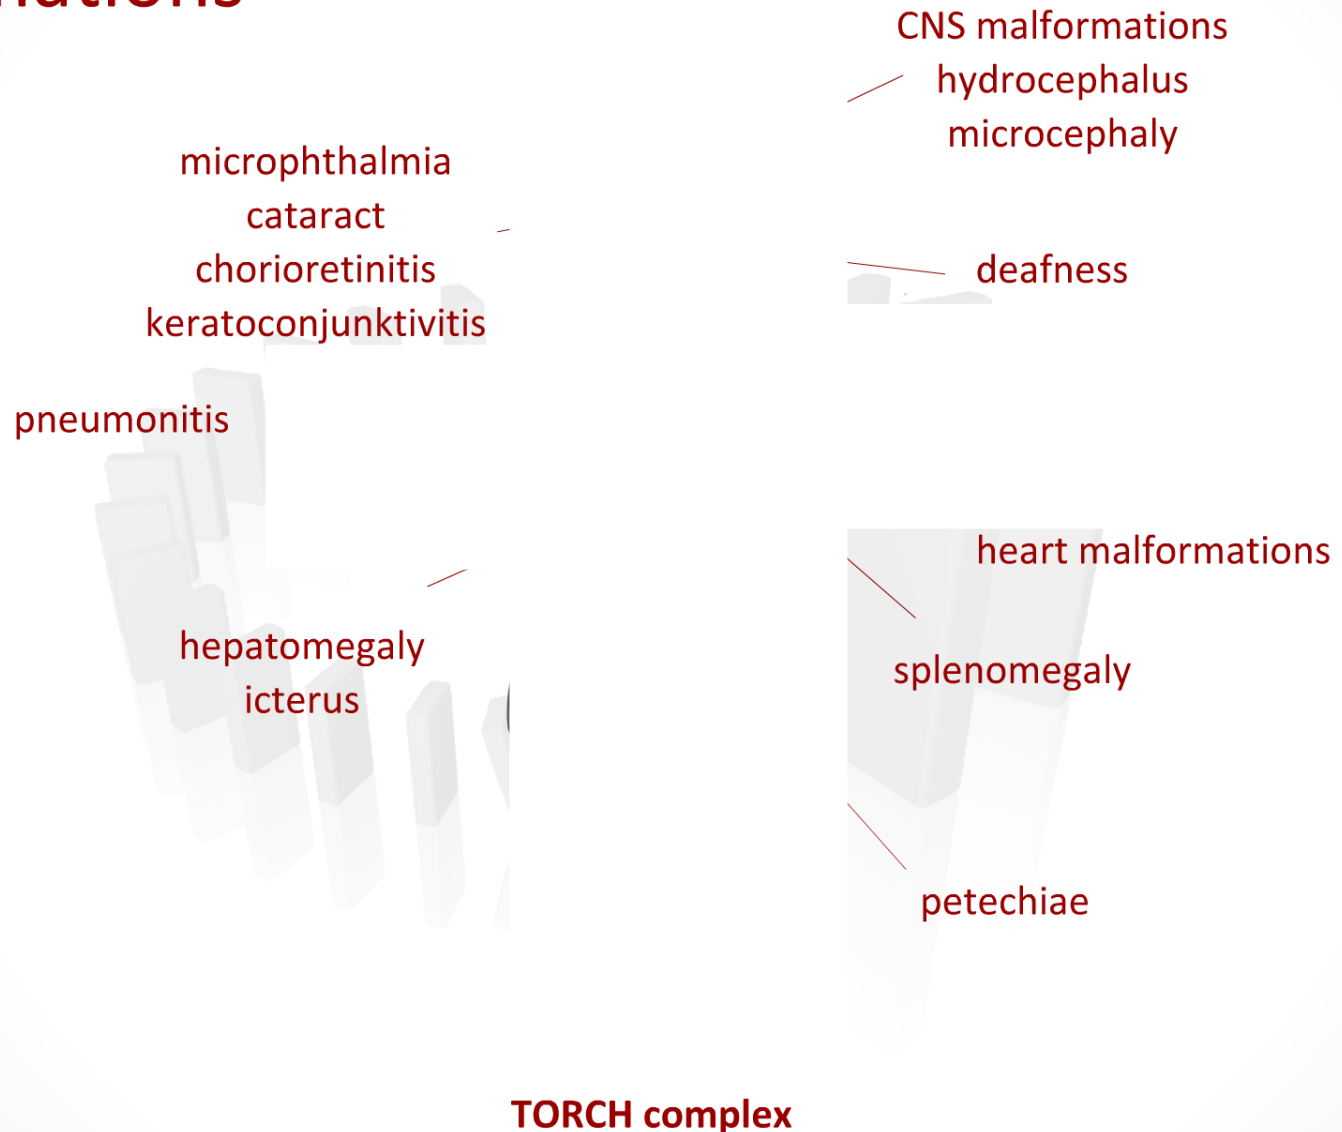 CNS malformations
hydrocephalus
microcephaly
microphthalmia
cataract
chorioretinitis
keratoconjunktivitis
deafness
pneumonitis
heart malformations
hepatomegaly
icterus
splenomegaly
petechiae
TORCH complex